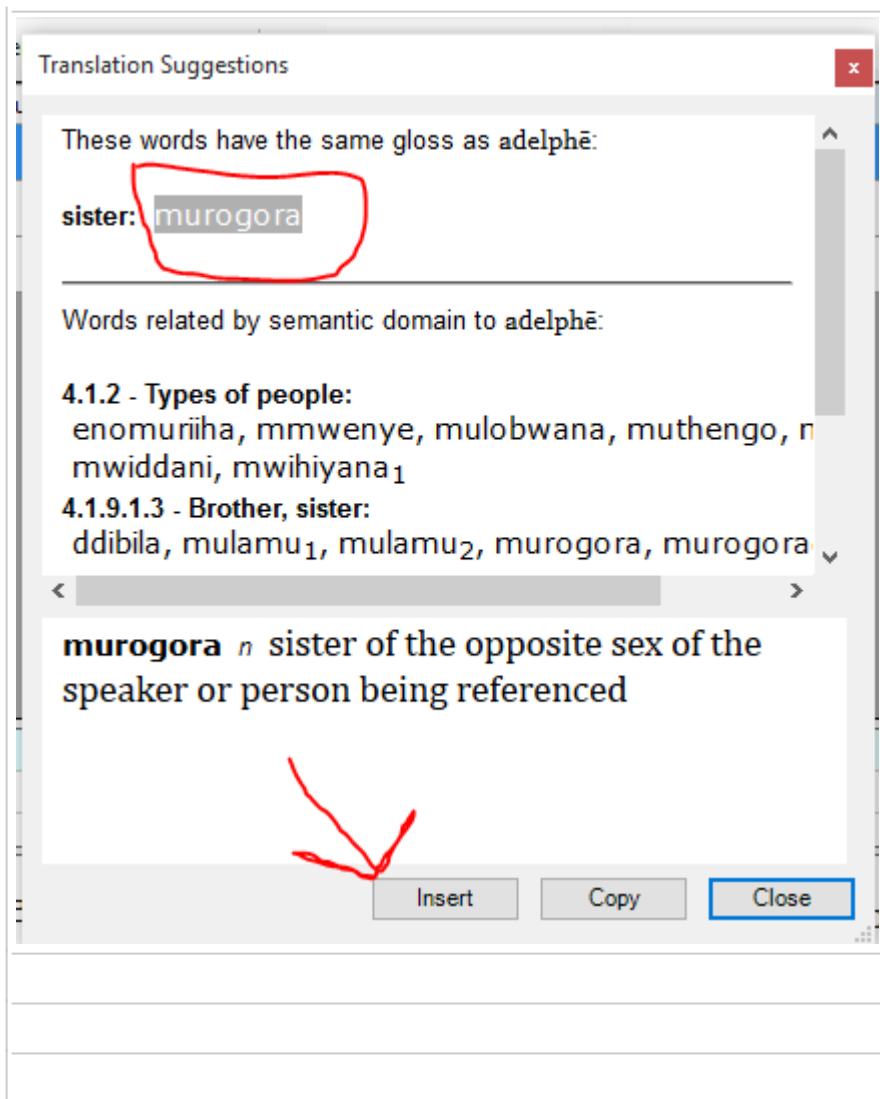 Translation Suggestions
x
These words have the same gloss as adelphē:
sister: murogora
Words related by semantic domain to adelphē:
4.1.2 - Types of people:
enomuriiha, mmwenye, mulobwana, muthengo,
mwiddani, mwihiyana₁
4.1.9.1.3 - Brother, sister:
ddibila, mulamu₁, mulamu₂, murogora, murogora
murogora n sister of the opposite sex of the
speaker or person being referenced
Insert Copy Close